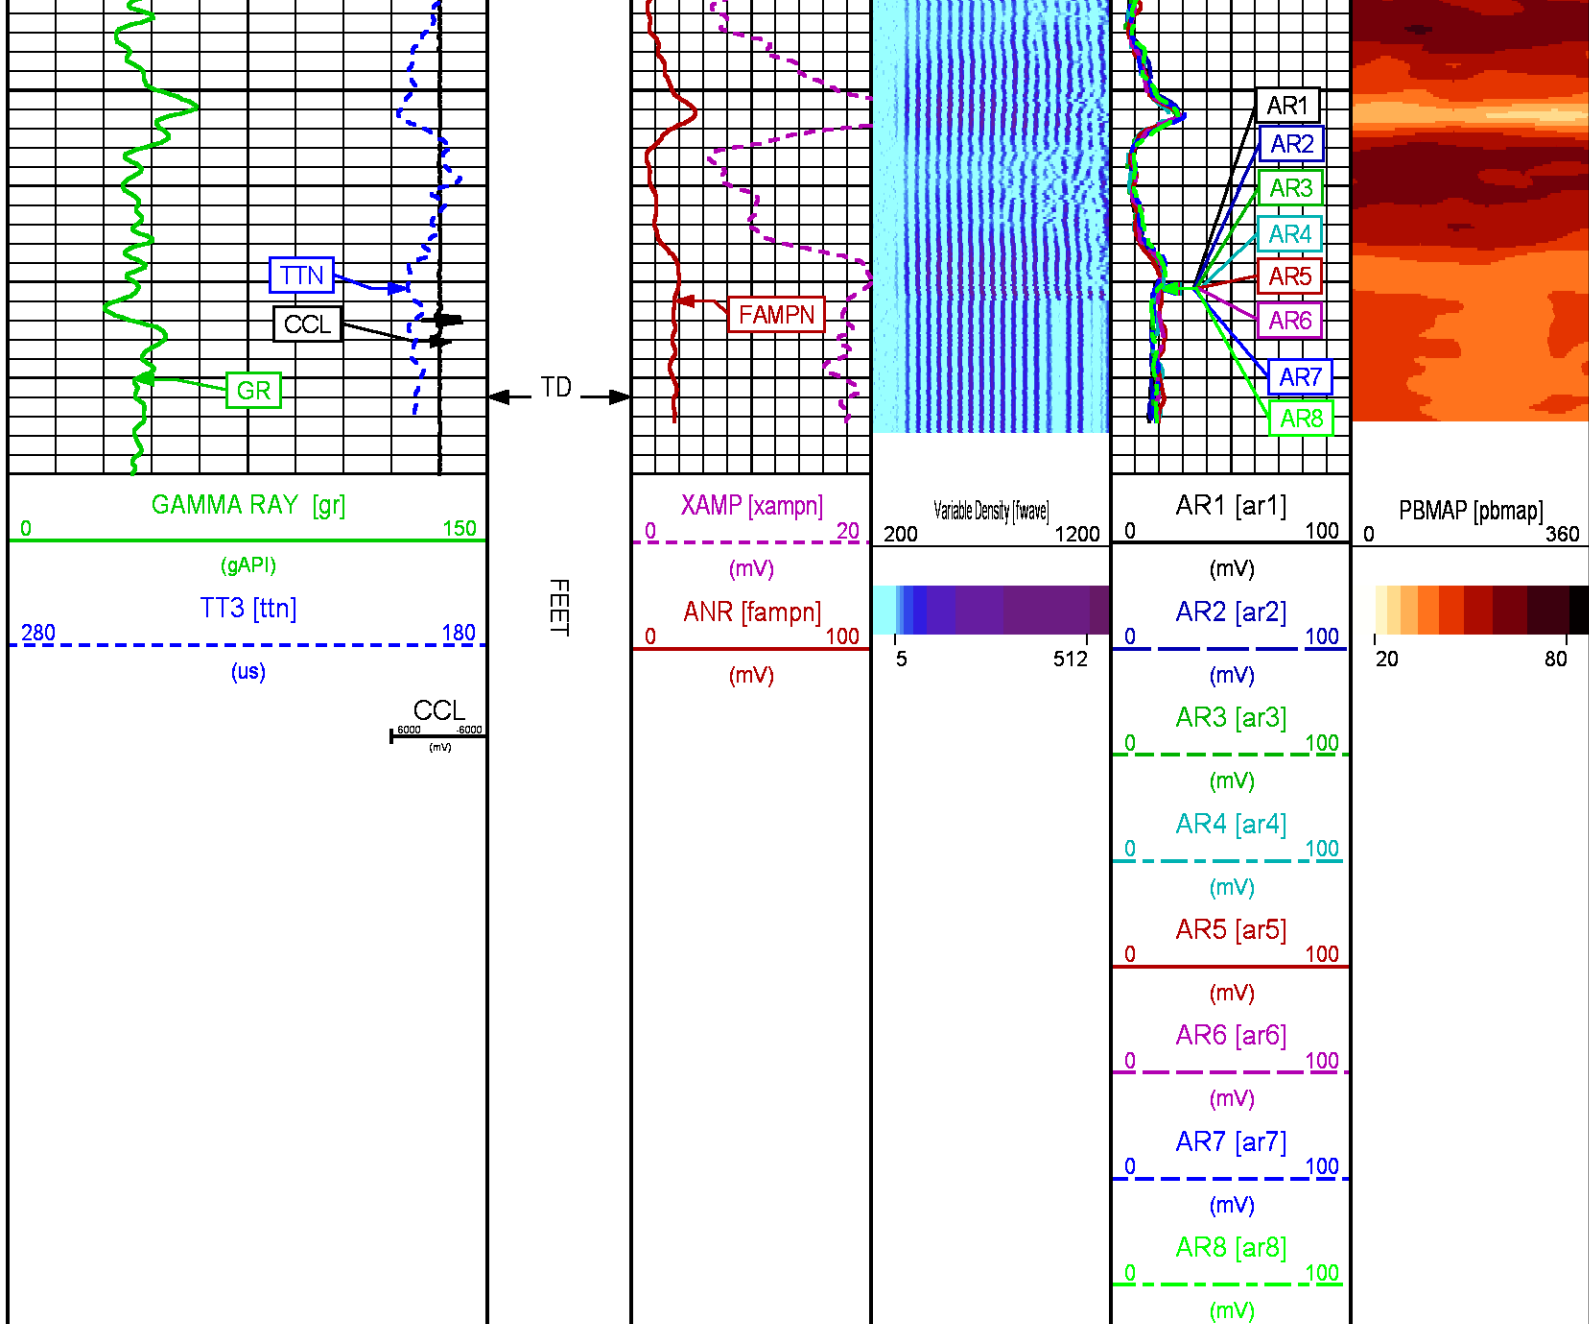 AR1
AR2
AR3
AR4
AR5
AR6
AR7
AR8
TTN
CCL
GR
FAMPN
TD
GAMMA RAY [gr]
0 150
(gAPI)
TT3 [ttn]
280 180
(us)
CCL
6000 -6000
(mV)
FEET
XAMP [xampn]
0 20
(mV)
ANR [fampn]
0 100
(mV)
Variable Density [fwave]
200 1200
5 512
AR1 [ar1]
0 100
(mV)
AR2 [ar2]
0 100
(mV)
AR3 [ar3]
0 100
(mV)
AR4 [ar4]
0 100
(mV)
AR5 [ar5]
0 100
(mV)
AR6 [ar6]
0 100
(mV)
AR7 [ar7]
0 100
(mV)
AR8 [ar8]
0 100
(mV)
PBMAP [pbmap]
0 360
20 80